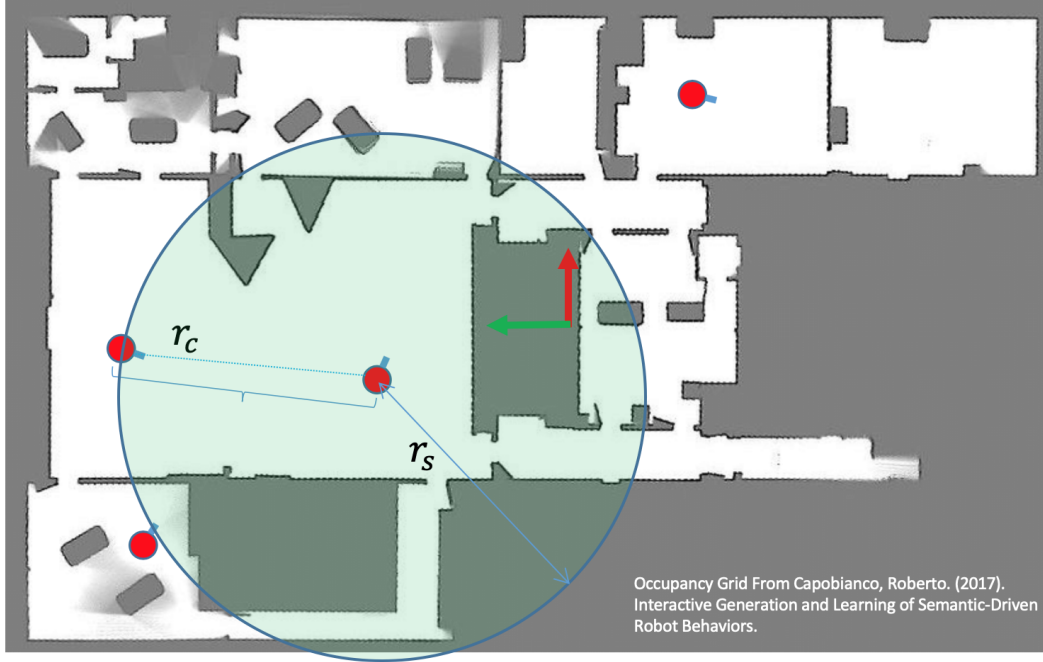 r_c
r_s
Occupancy Grid From Capobianco, Roberto. (2017).
Interactive Generation and Learning of Semantic-Driven
Robot Behaviors.